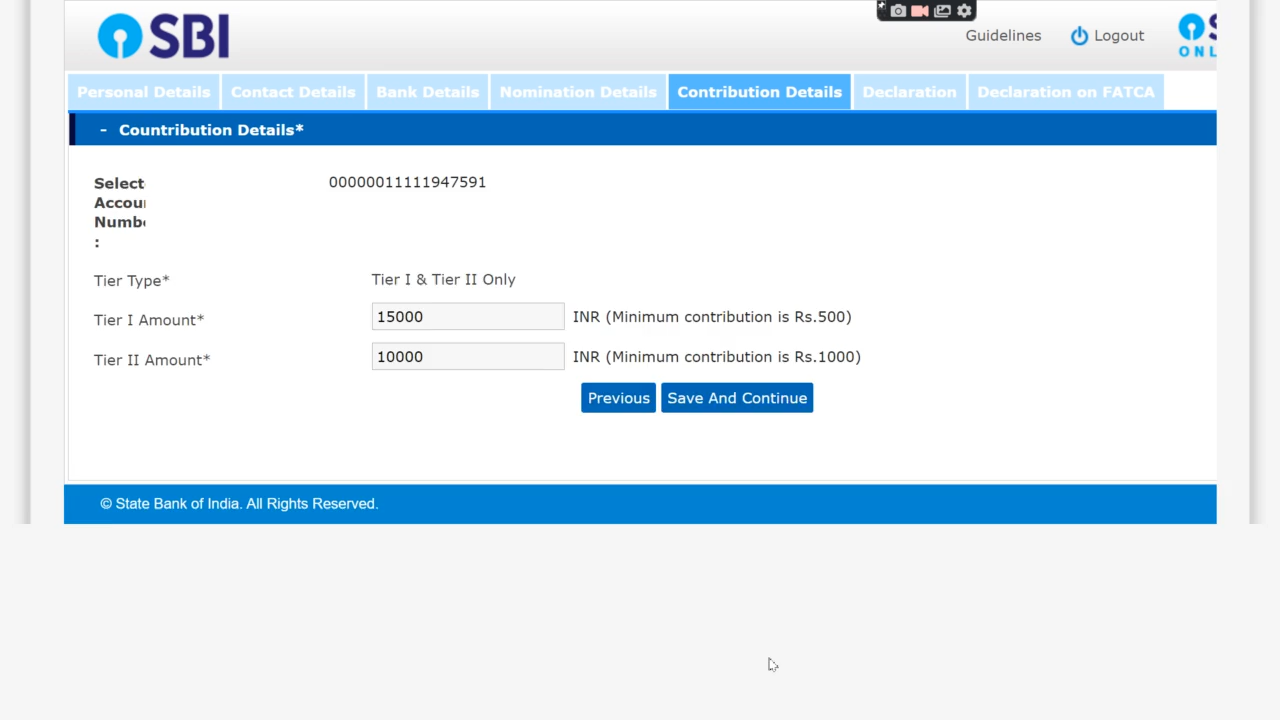 SBI
Guidelines
Logout
S
ONL
Personal Details
Contact Details
Bank Details
Nomination Details
Contribution Details
Declaration
Declaration on FATCA
- Countribution Details*
Select
Accou
Numb
:
00000011111947591
Tier Type*
Tier I & Tier II Only
Tier I Amount*
15000
INR (Minimum contribution is Rs.500)
Tier II Amount*
10000
INR (Minimum contribution is Rs.1000)
Previous
Save And Continue
© State Bank of India. All Rights Reserved.